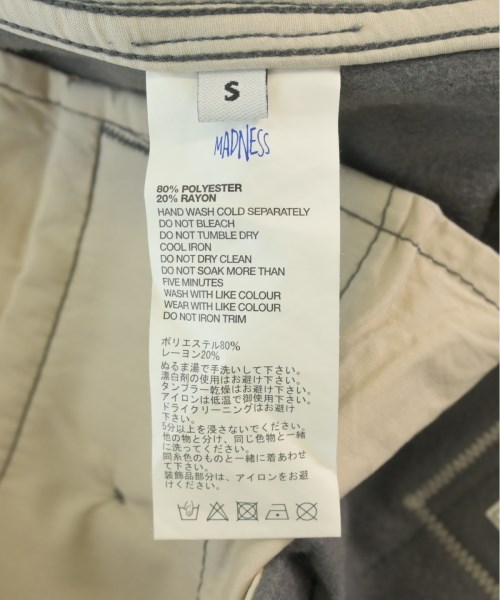 S
MADNESS
80% POLYESTER
20% RAYON
HAND WASH COLD SEPARATELY
DO NOT BLEACH
DO NOT TUMBLE DRY
COOL IRON
DO NOT DRY CLEAN
DO NOT SOAK MORE THAN
FIVE MINUTES
WASH WITH LIKE COLOUR
WEAR WITH LIKE COLOUR
DO NOT IRON TRIM
ポリエステル80%
レーヨン20%
ぬるま湯で手洗いして下さい。
漂白剤の使用はお避け下さい。
タンブラー乾燥はお避け下さい。
アイロンは低温で御使用下さい。
ドライクリーニングはお避け
下さい。
5分以上を浸さないでください。
他の物と分け、同じ色物と一緒
に洗ってください。
同系色のものと一緒に着あわせ
て下さい。
装飾品部分は、アイロンをお避
けください。